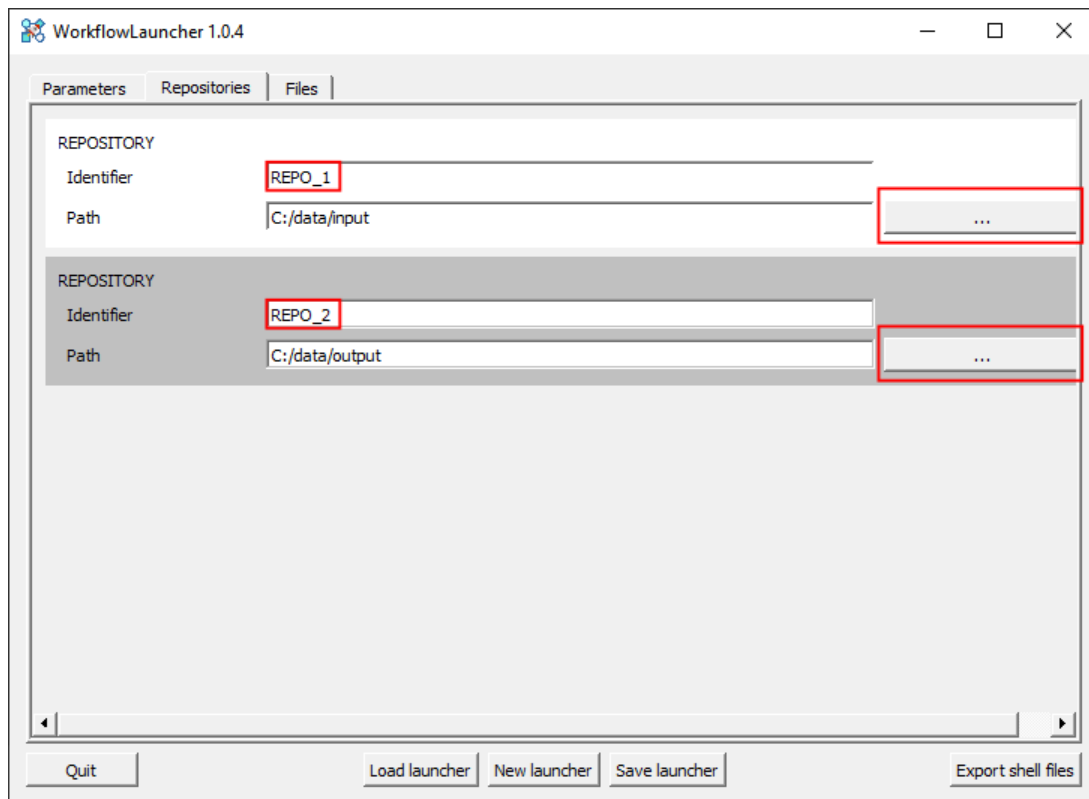 WorkflowLauncher 1.0.4
Parameters Repositories Files
REPOSITORY
Identifier REPO_1
Path C:/data/input ...
REPOSITORY
Identifier REPO_2
Path C:/data/output ...
Quit Load launcher New launcher Save launcher Export shell files